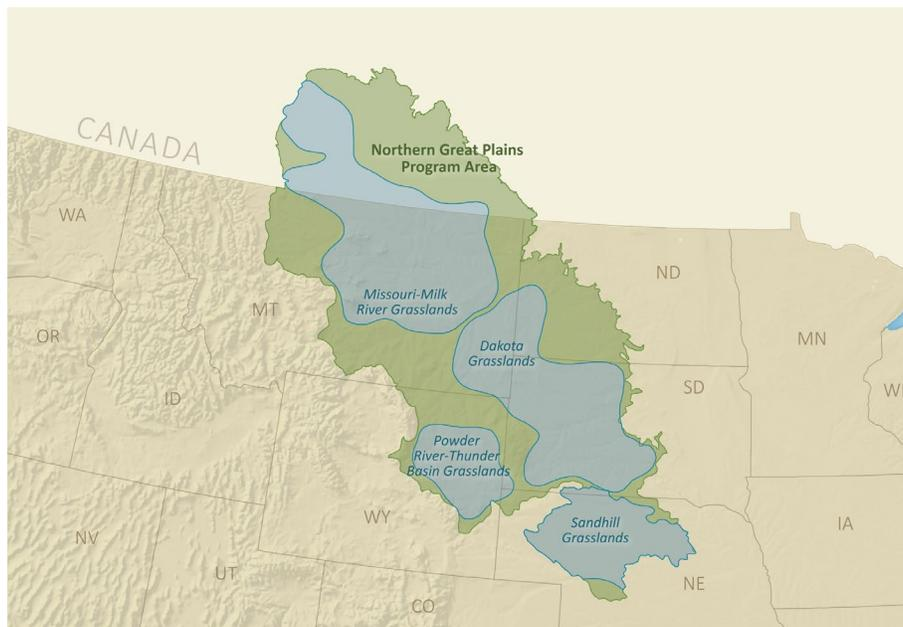 CANADA
Northern Great Plains
Program Area
WA
ND
Missouri-Milk
River Grasslands
MT
OR
MN
Dakota
Grasslands
SD
ID
WI
Powder
River-Thunder
Basin Grasslands
WY
Sandhill
Grasslands
IA
NV
UT
NE
CO